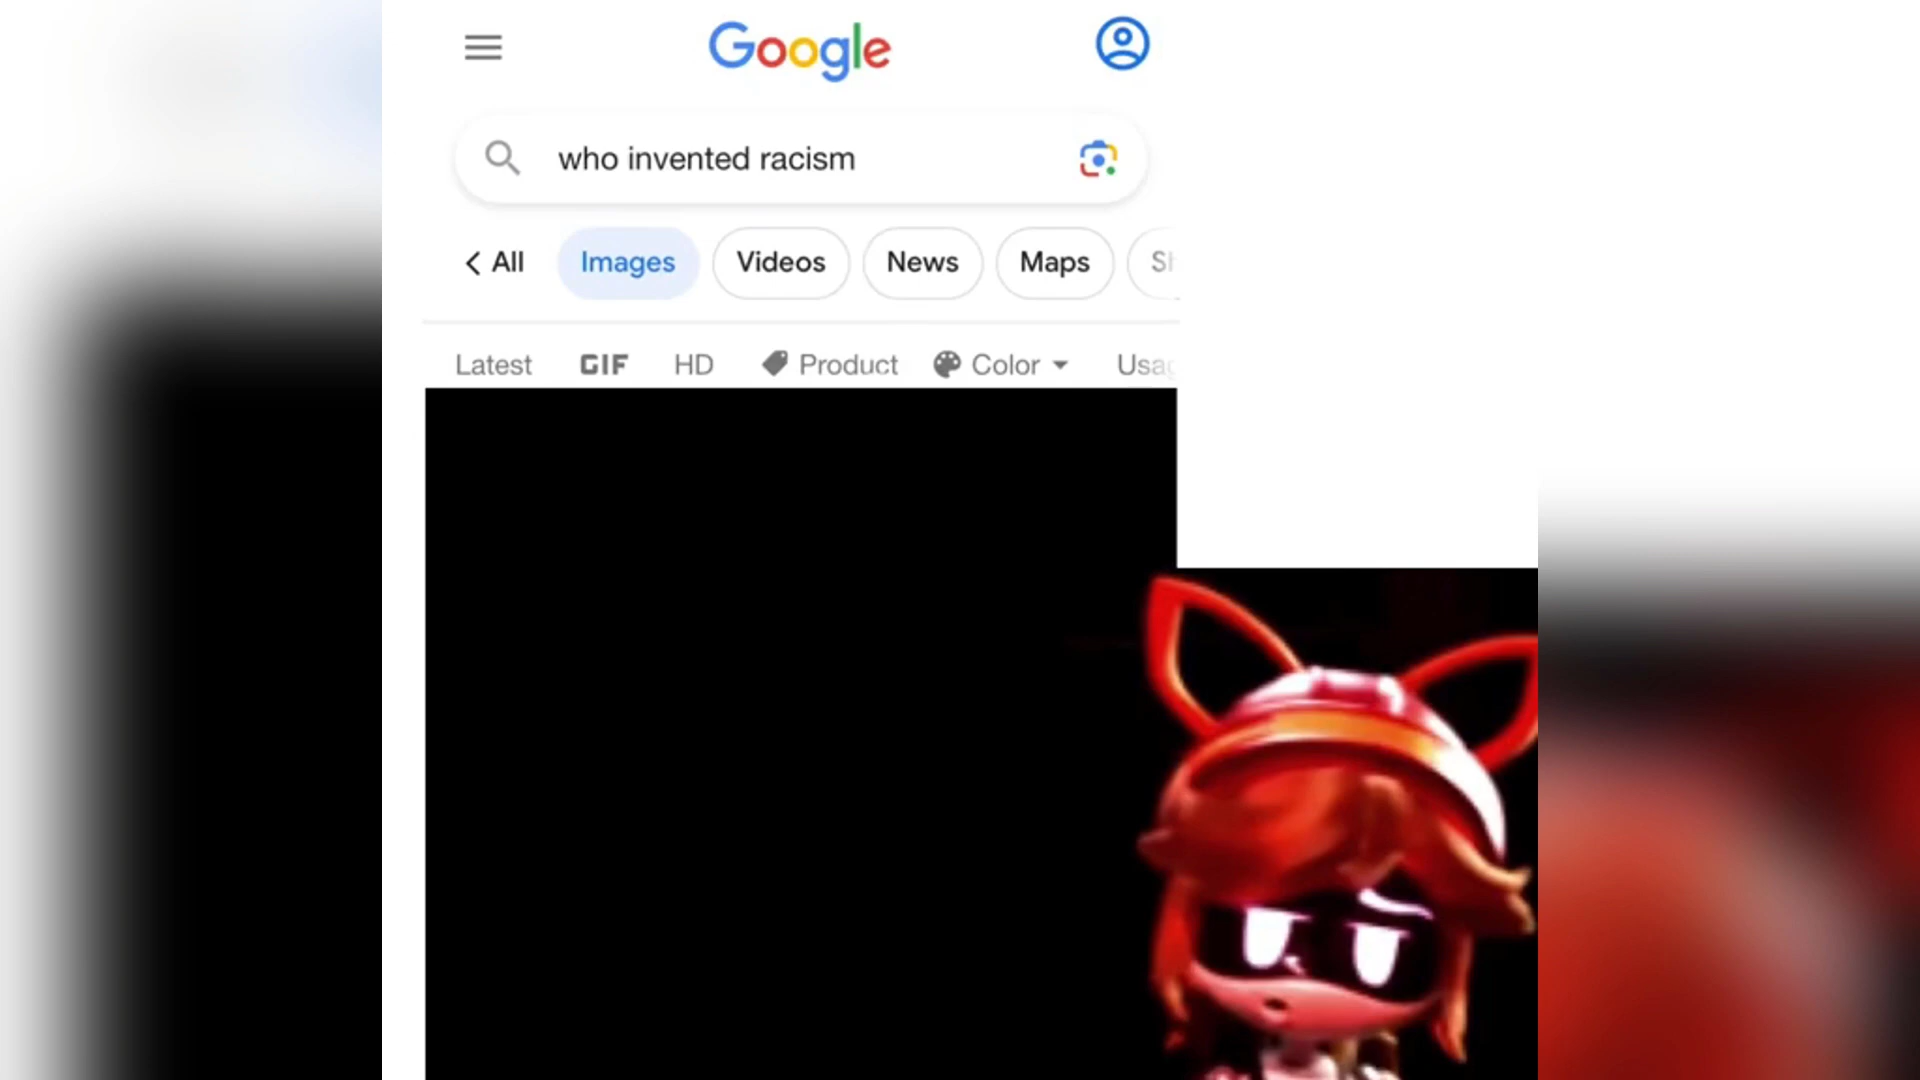 Google
who invented racism
All Images Videos News Maps
Latest GIF HD Product Color